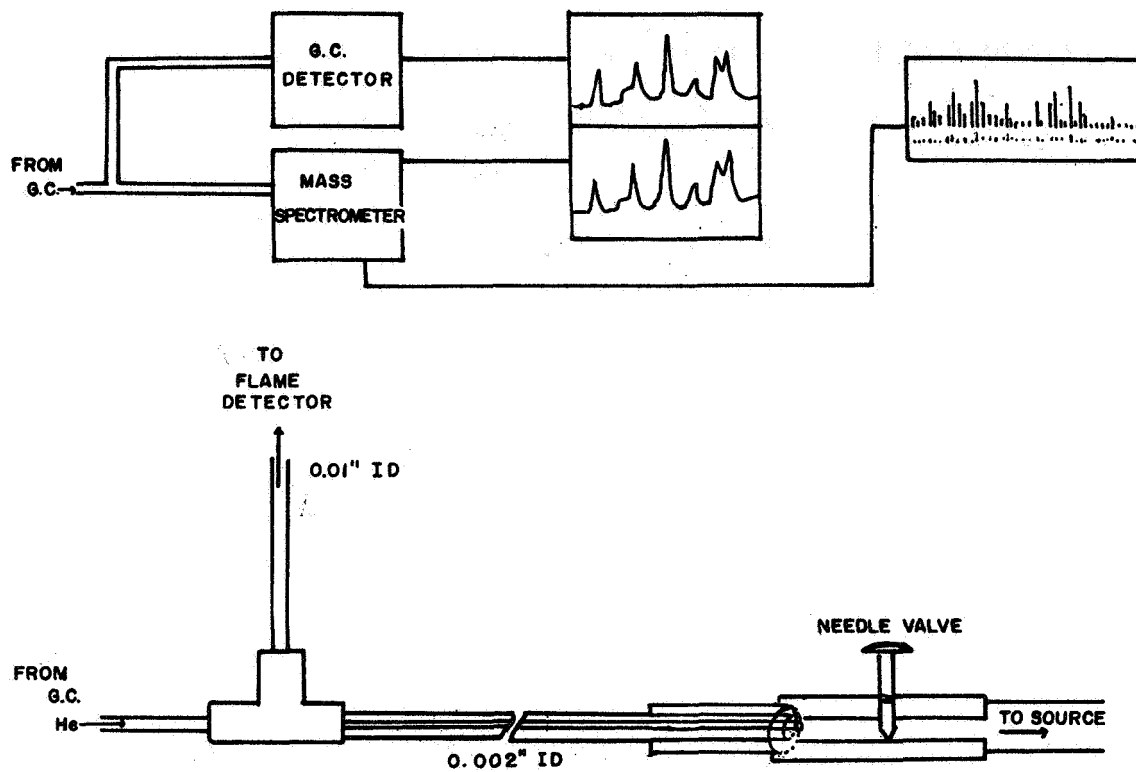 G.C.
DETECTOR
FROM
G.C.
MASS
SPECTROMETER
TO
FLAME
DETECTOR
0.01" ID
NEEDLE VALVE
FROM
G.C.
He
TO SOURCE
0.002" ID